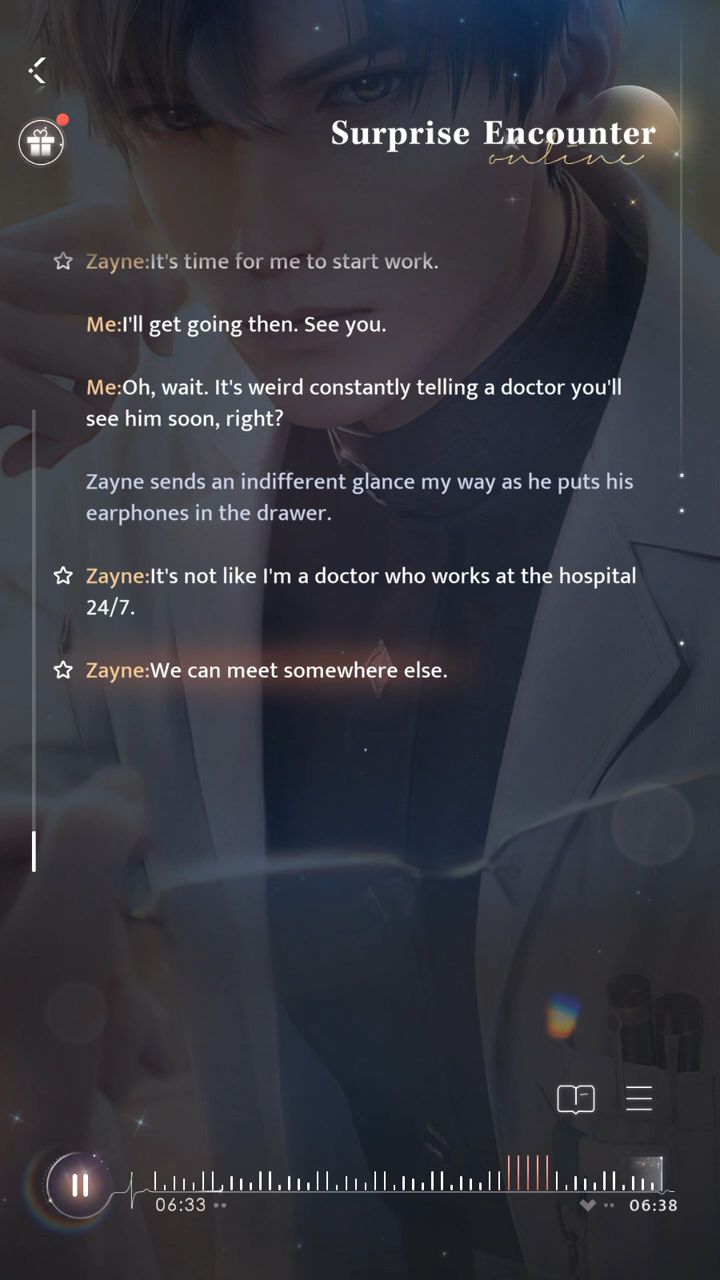 Surprise Encounter
online
Zayne:It's time for me to start work.
Me:I'll get going then. See you.
Me:Oh, wait. It's weird constantly telling a doctor you'll
see him soon, right?
Zayne sends an indifferent glance my way as he puts his
earphones in the drawer.
Zayne:It's not like I'm a doctor who works at the hospital
24/7.
Zayne:We can meet somewhere else.
06:33
06:38